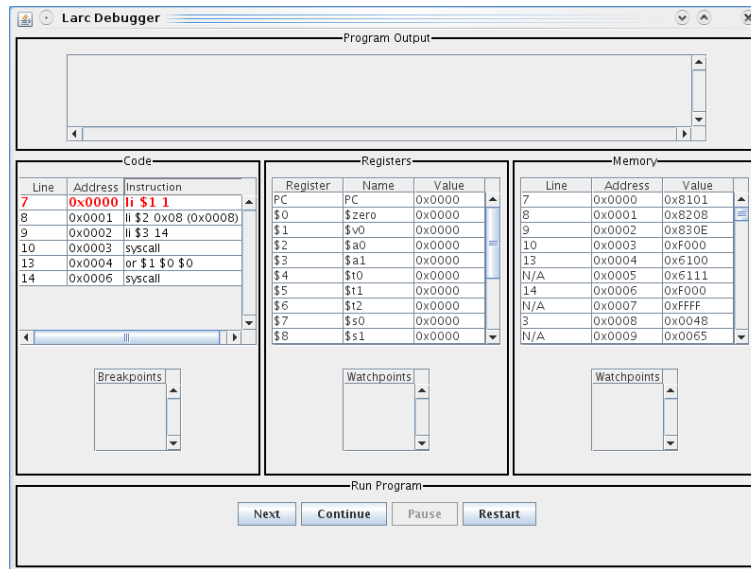 Larc Debugger
Program Output
Code
Line Address Instruction
7 0x0000 li $1 1
8 0x0001 li $2 0x08 (0x0008)
9 0x0002 li $3 14
10 0x0003 syscall
13 0x0004 or $1 $0 $0
14 0x0006 syscall
Breakpoints
Registers
Register Name Value
PC PC 0x0000
$0 $zero 0x0000
$1 $v0 0x0000
$2 $a0 0x0000
$3 $a1 0x0000
$4 $t0 0x0000
$5 $t1 0x0000
$6 $t2 0x0000
$7 $s0 0x0000
$8 $s1 0x0000
Watchpoints
Memory
Line Address Value
7 0x0000 0x8101
8 0x0001 0x8208
9 0x0002 0x830E
10 0x0003 0xF000
13 0x0004 0x6100
N/A 0x0005 0x6111
14 0x0006 0xF000
N/A 0x0007 0xFFFF
3 0x0008 0x0048
N/A 0x0009 0x0065
Watchpoints
Run Program
Next Continue Pause Restart